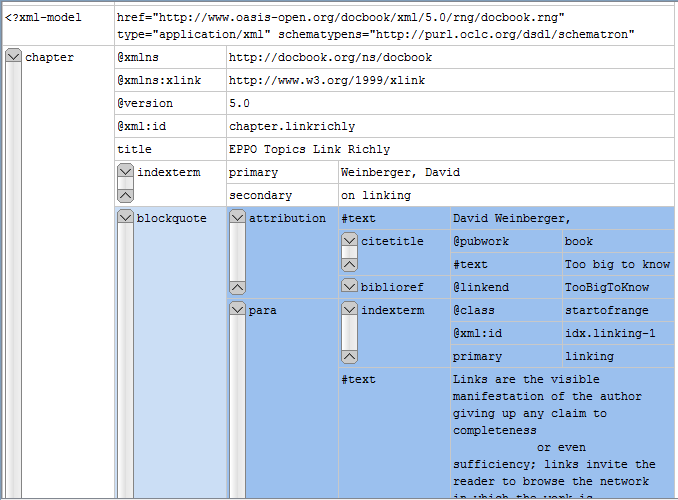 <?xml-model href="http://www.oasis-open.org/docbook/xml/5.0/rng/docbook.rng"
type="application/xml" schematypens="http://purl.oclc.org/dsdl/schematron"
chapter @xmlns http://docbook.org/ns/docbook
@xmlns:xlink http://www.w3.org/1999/xlink
@version 5.0
@xml:id chapter.linkrichly
title EPPO Topics Link Richly
indexterm primary Weinberger, David
secondary on linking
blockquote attribution #text David Weinberger,
citetitle @pubwork book
#text Too big to know
biblioref @linkend TooBigToKnow
para indexterm @class startofrange
@xml:id idx.linking-1
primary linking
#text Links are the visible
manifestation of the author
giving up any claim to
completeness
or even
sufficiency; links invite the
reader to browse the network
in which the work is